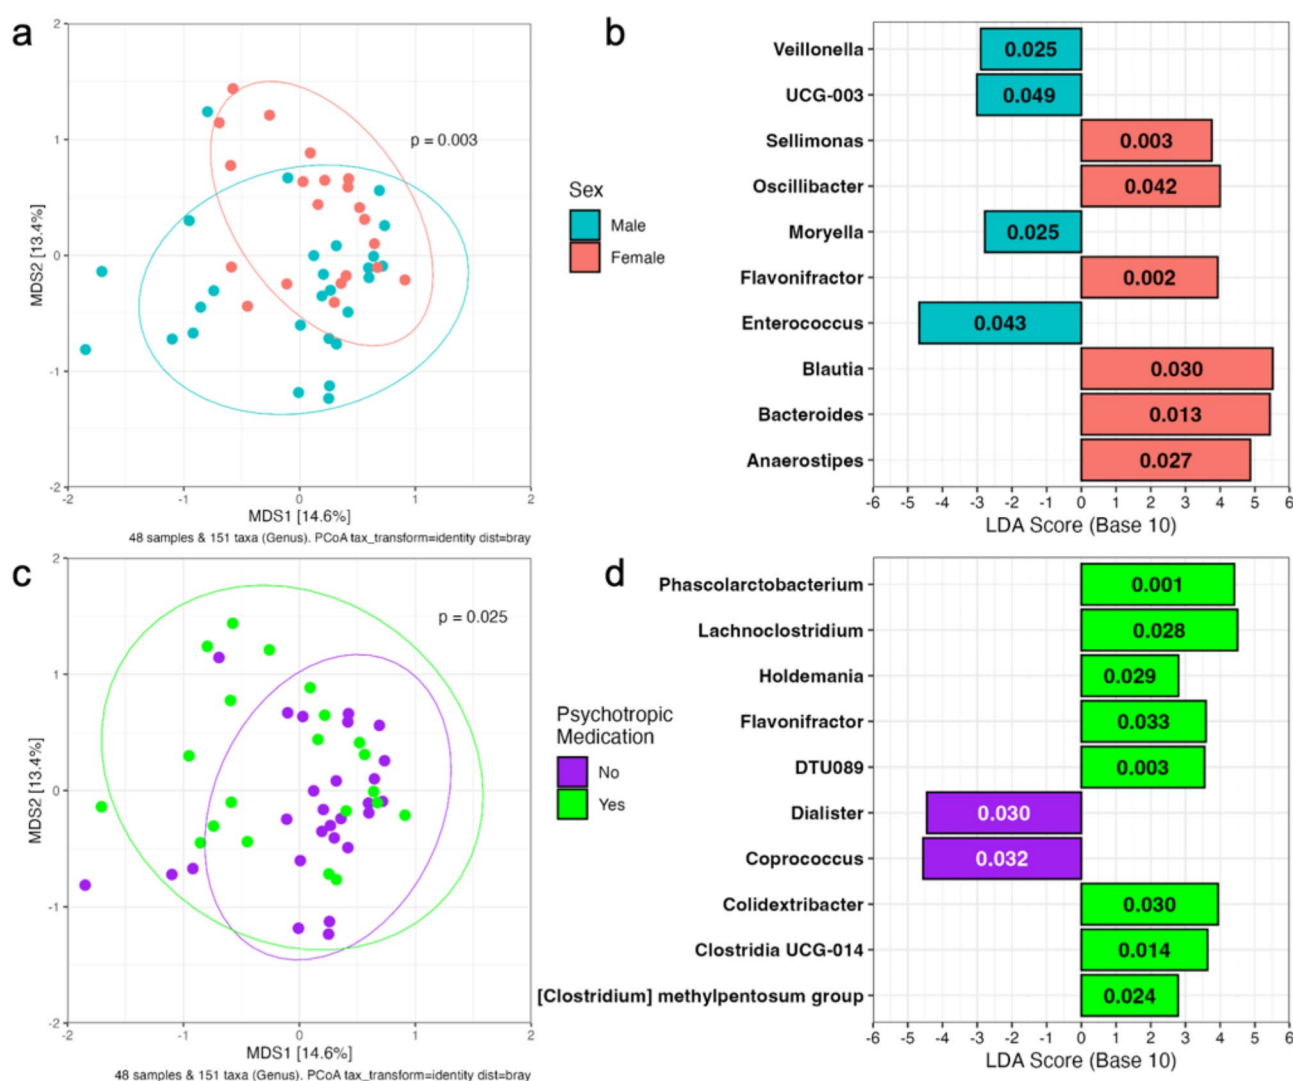 a
2
1
0
-1
-2
MDS2 [13.4%]
p = 0.003
-2
-1
0
1
2
MDS1 [14.6%]
48 samples & 151 taxa (Genus). PCoA tax_transform=identity dist=bray
Sex
Male
Female
b
Veillonella
0.025
UCG-003
0.049
Sellimonas
0.003
Oscillibacter
0.042
Moryella
0.025
Flavonifractor
0.002
Enterococcus
0.043
Blautia
0.030
Bacteroides
0.013
Anaerostipes
0.027
-6 -5 -4 -3 -2 -1 0 1 2 3 4 5 6
LDA Score (Base 10)
c
2
1
0
-1
-2
MDS2 [13.4%]
p = 0.025
-2
-1
0
1
2
MDS1 [14.6%]
48 samples & 151 taxa (Genus). PCoA tax_transform=identity dist=bray
Psychotropic
Medication
No
Yes
d
Phascolarctobacterium
0.001
Lachnoclostridium
0.028
Holdemania
0.029
Flavonifractor
0.033
DTU089
0.003
Dialister
0.030
Coprococcus
0.032
Colidextribacter
0.030
Clostridia UCG-014
0.014
[Clostridium] methylpentosum group
0.024
-6 -5 -4 -3 -2 -1 0 1 2 3 4 5 6
LDA Score (Base 10)